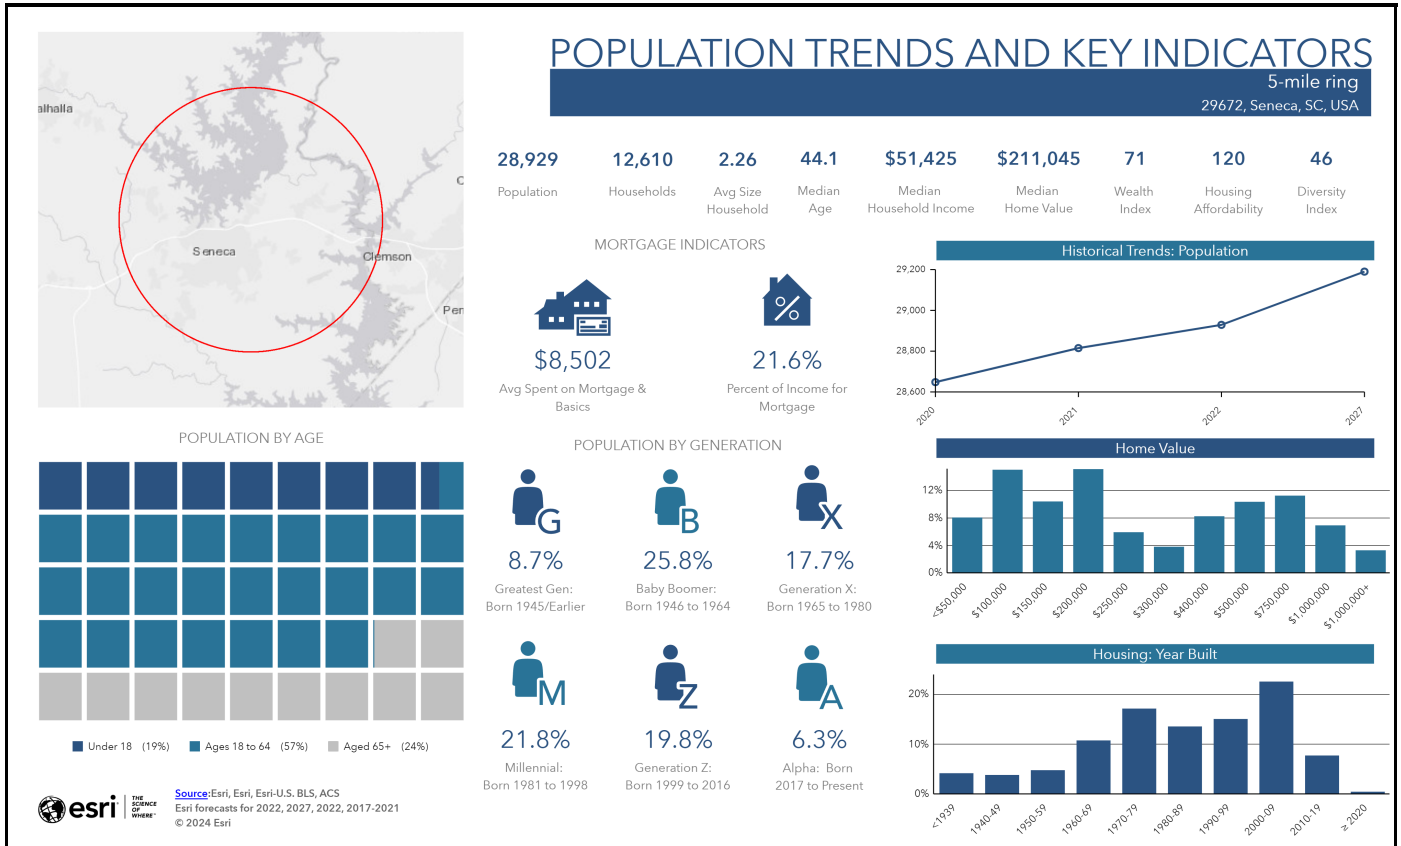 POPULATION TRENDS AND KEY INDICATORS
5-mile ring
29672, Seneca, SC, USA
alhalla
Seneca
Clemson
C
Pen
28,929 12,610 2.26 44.1 $51,425 $211,045 71 120 46
Population Households Avg Size Median Median Median Wealth Housing Diversity
Household Age Household Income Home Value Index Affordability Index
MORTGAGE INDICATORS
$8,502 21.6%
Avg Spent on Mortgage & Percent of Income for
Basics Mortgage
Historical Trends: Population
29,200
29,000
28,800
28,600
2020 2021 2022 2027
POPULATION BY AGE
Under 18 (19%) Ages 18 to 64 (57%) Aged 65+ (24%)
POPULATION BY GENERATION
G B X
8.7% 25.8% 17.7%
Greatest Gen: Baby Boomer: Generation X:
Born 1945/Earlier Born 1946 to 1964 Born 1965 to 1980
M Z A
21.8% 19.8% 6.3%
Millennial: Generation Z: Alpha: Born
Born 1981 to 1998 Born 1999 to 2016 2017 to Present
Home Value
12%
8%
4%
0%
<$50,000 $100,000 $150,000 $200,000 $250,000 $300,000 $400,000 $500,000 $750,000 $1,000,000 $1,000,000+
Housing: Year Built
20%
10%
0%
<1939 1940-49 1950-59 1960-69 1970-79 1980-89 1990-99 2000-09 2010-19 ≥ 2020
esri
THE
SCIENCE
OF
WHERE™
Source:Esri, Esri, Esri-U.S. BLS, ACS
Esri forecasts for 2022, 2027, 2022, 2017-2021
© 2024 Esri